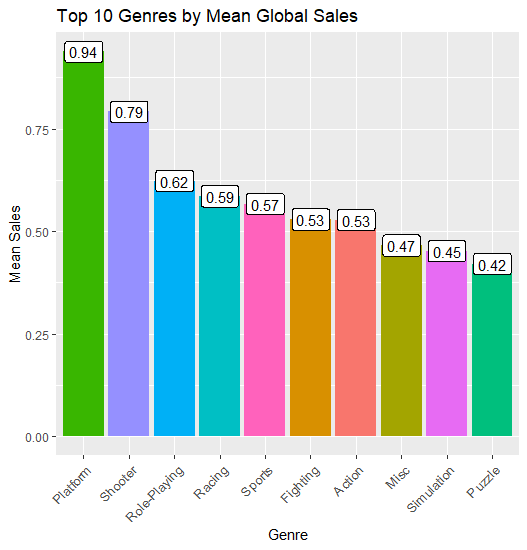 Top 10 Genres by Mean Global Sales
Mean Sales
0.75
0.50
0.25
0.00
0.94
0.79
0.62
0.59
0.57
0.53
0.53
0.47
0.45
0.42
Platform
Shooter
Role-Playing
Racing
Sports
Fighting
Action
Misc
Simulation
Puzzle
Genre